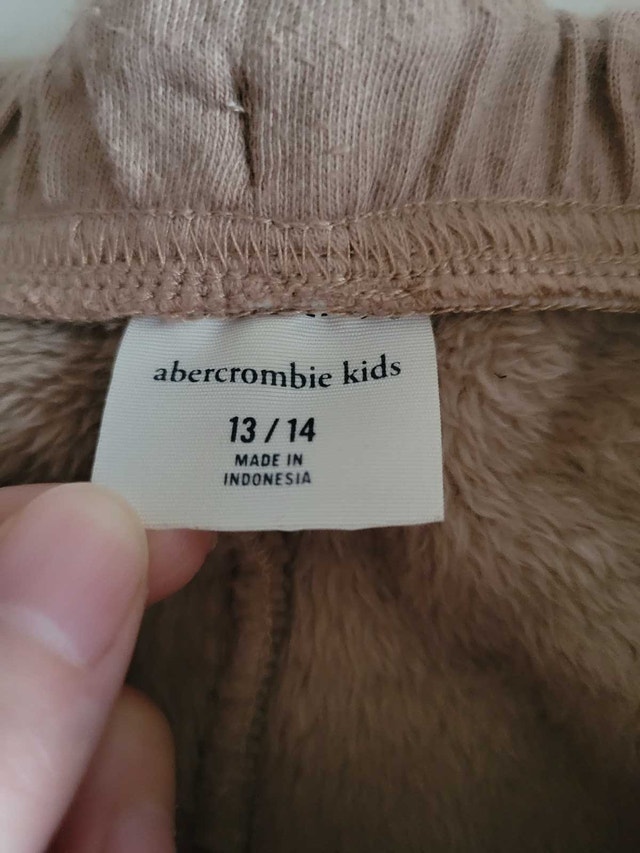 abercrombie kids
13 / 14
MADE IN
INDONESIA